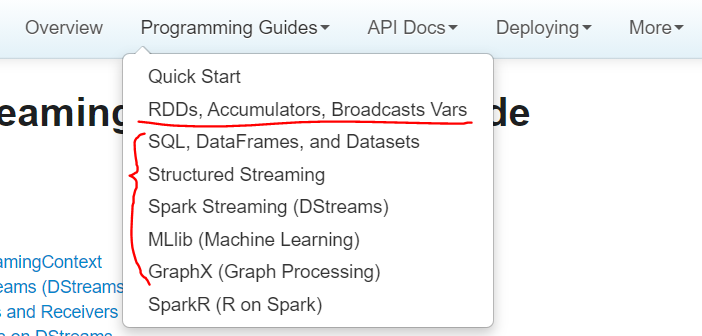 Overview Programming Guides API Docs Deploying More
Quick Start
RDDs, Accumulators, Broadcasts Vars
eaming de
SQL, DataFrames, and Datasets
Structured Streaming
Spark Streaming (DStreams)
MLlib (Machine Learning)
amingContext
GraphX (Graph Processing)
eams (DStreams
SparkR (R on Spark)
s and Receivers